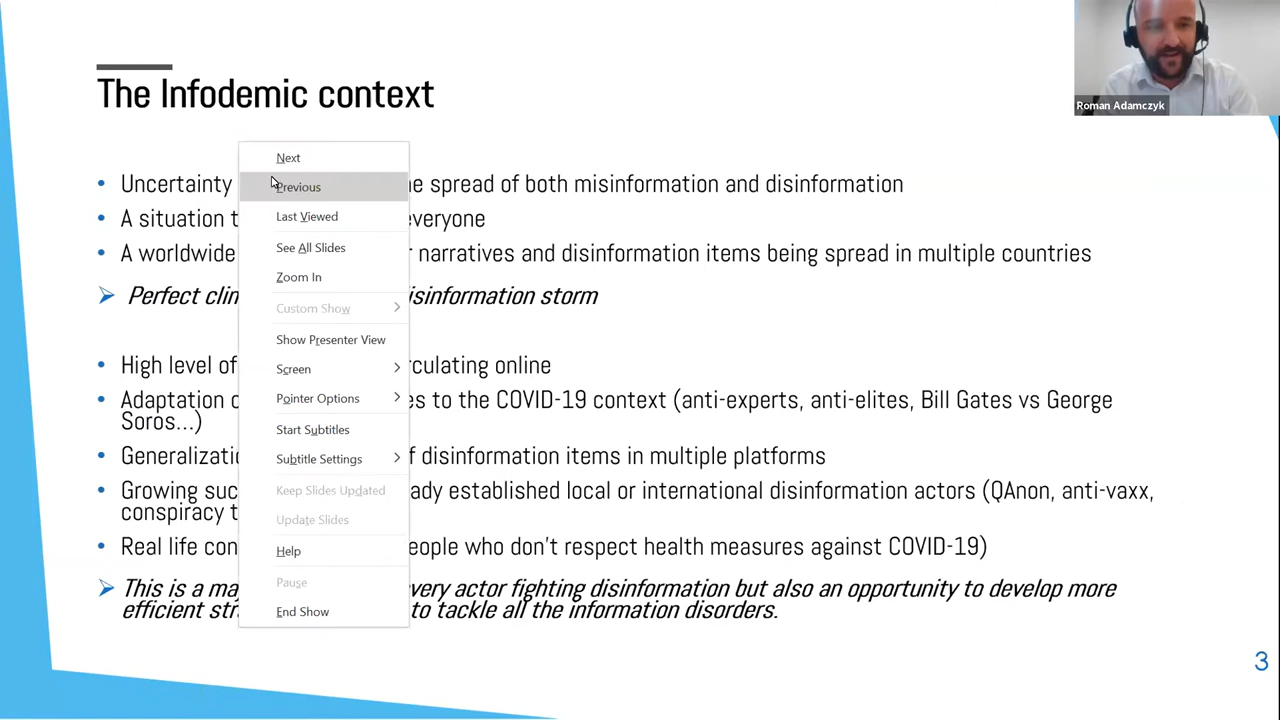 Roman Adamczyk
The Infodemic context
Next
Previous
Last Viewed
See All Slides
Zoom In
Custom Show
Show Presenter View
Screen
Pointer Options
Start Subtitles
Subtitle Settings
Keep Slides Updated
Update Slides
Help
Pause
End Show
• Uncertainty e spread of both misinformation and disinformation
• A situation t everyone
• A worldwide narratives and disinformation items being spread in multiple countries
Perfect clim isinformation storm
• High level of rculating online
• Adaptation es to the COVID-19 context (anti-experts, anti-elites, Bill Gates vs George
Soros...)
• Generalizatio f disinformation items in multiple platforms
• Growing suc ady established local or international disinformation actors (QAnon, anti-vaxx,
conspiracy t
• Real life con eople who don't respect health measures against COVID-19)
This is a ma every actor fighting disinformation but also an opportunity to develop more
efficient stra to tackle all the information disorders.
3